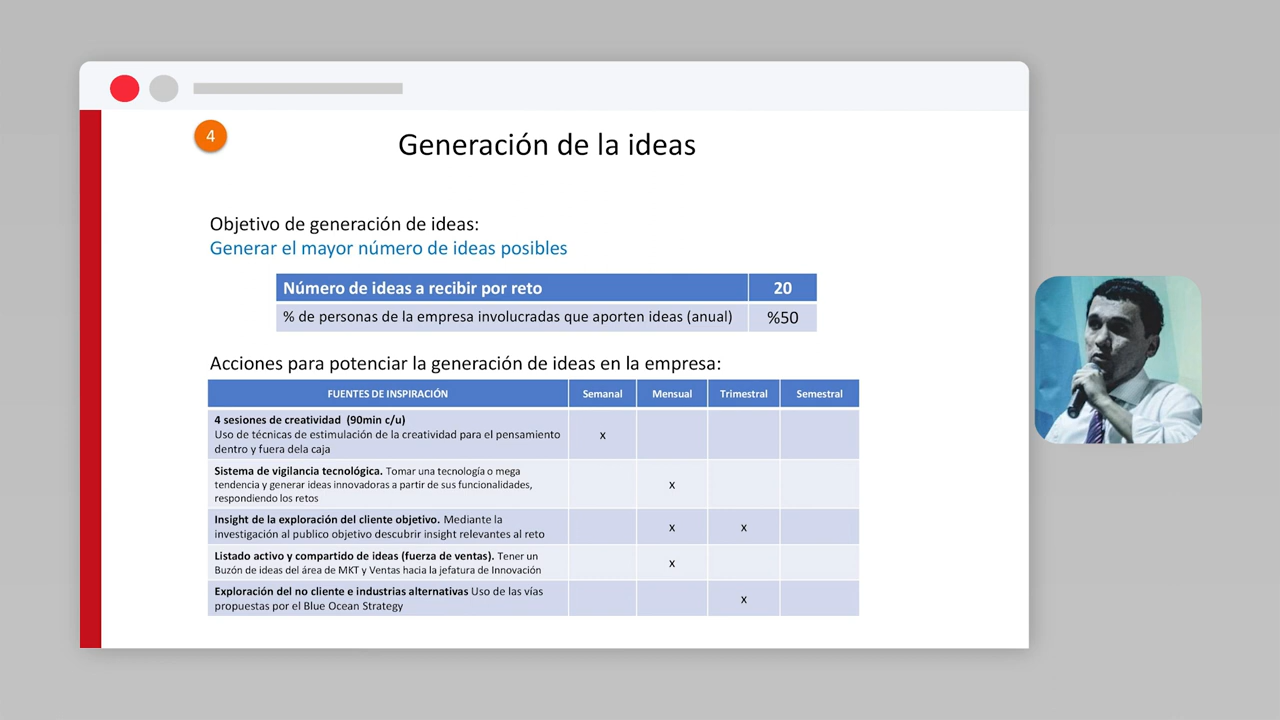 4
Generación de la ideas
Objetivo de generación de ideas:
Generar el mayor número de ideas posibles
Número de ideas a recibir por reto 20
% de personas de la empresa involucradas que aporten ideas (anual) %50
Acciones para potenciar la generación de ideas en la empresa:
FUENTES DE INSPIRACIÓN Semanal Mensual Trimestral Semestral
4 sesiones de creatividad (90min c/u)
Uso de técnicas de estimulación de la creatividad para el pensamiento
dentro y fuera dela caja
x
Sistema de vigilancia tecnológica. Tomar una tecnología o mega
tendencia y generar ideas innovadoras a partir de sus funcionalidades,
respondiendo los retos
x
Insight de la exploración del cliente objetivo. Mediante la
investigación al publico objetivo descubrir insight relevantes al reto
x x
Listado activo y compartido de ideas (fuerza de ventas). Tener un
Buzón de ideas del área de MKT y Ventas hacia la jefatura de Innovación
x
Exploración del no cliente e industrias alternativas Uso de las vías
propuestas por el Blue Ocean Strategy
x